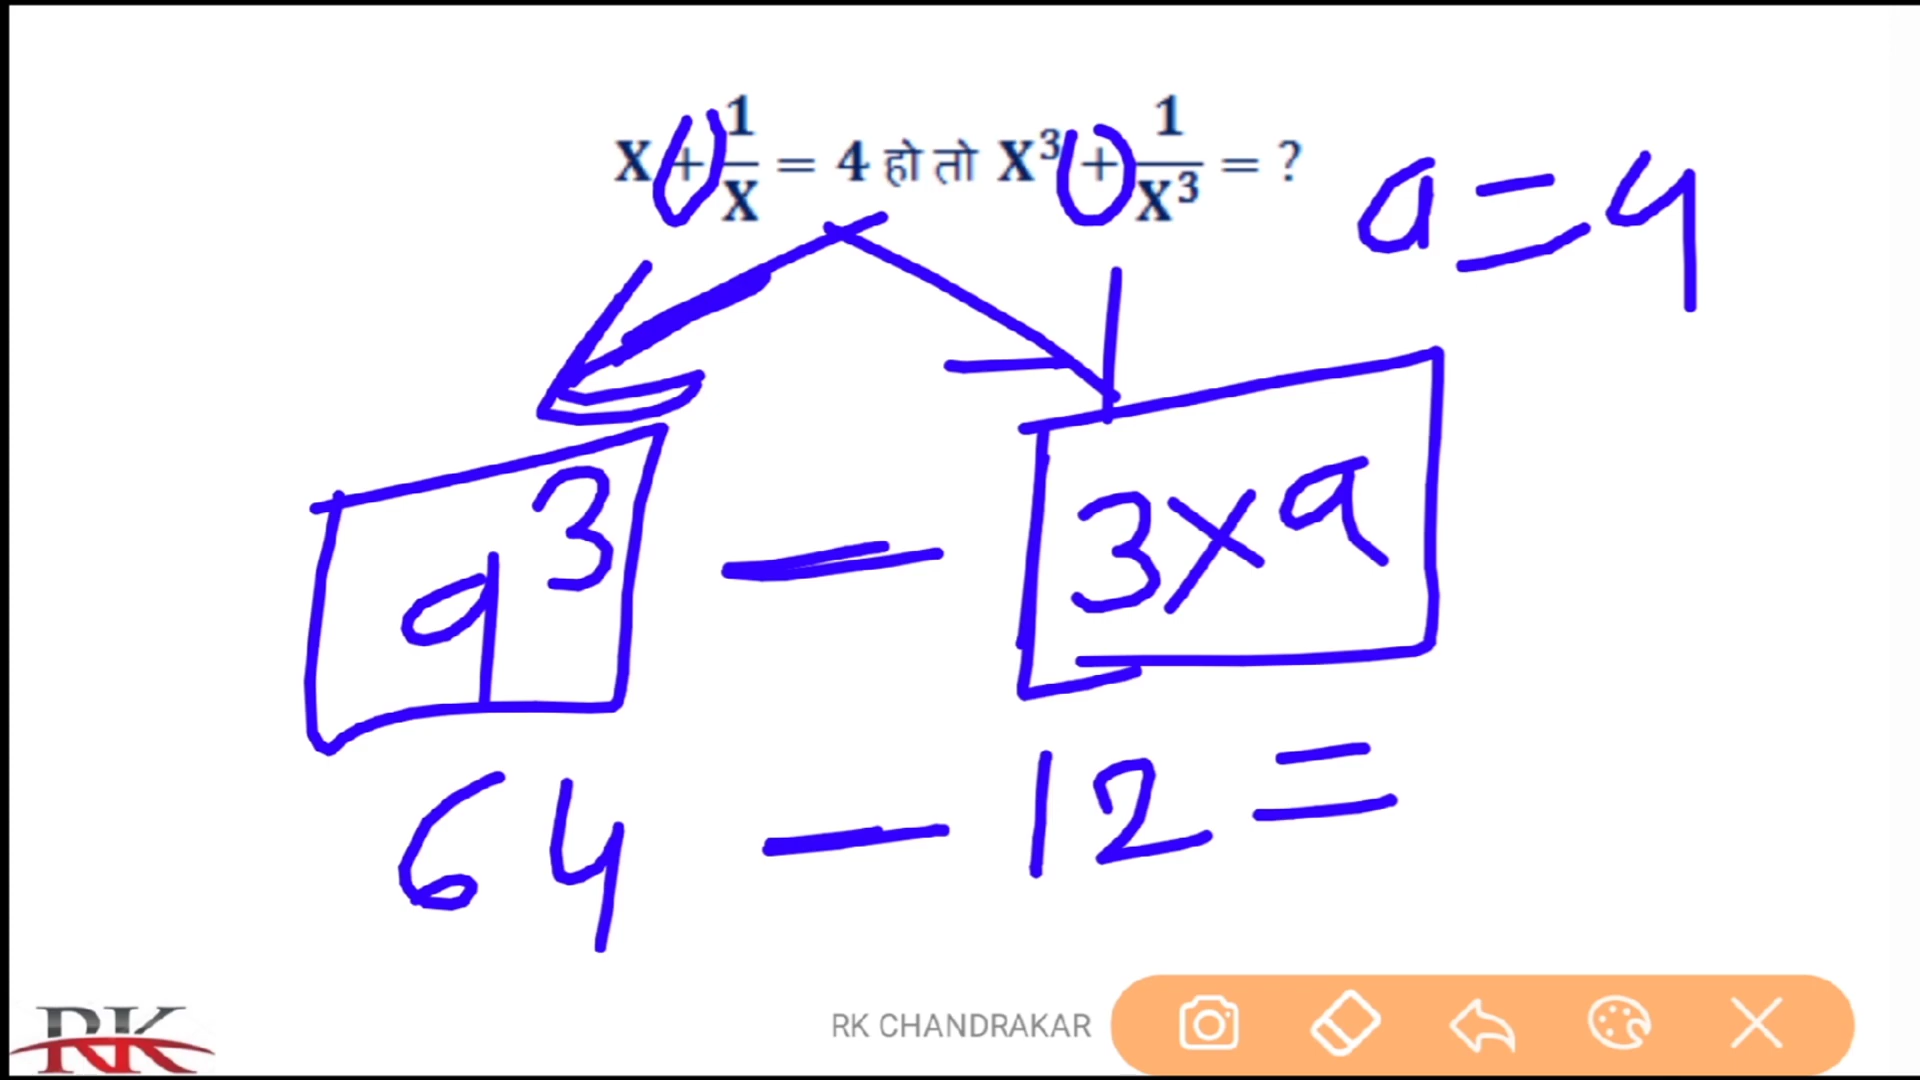 X + 1/X = 4 हो तो X³ + 1/X³ = ?
a = 4
a³ — 3 × a
64 — 12 =
RK
RK CHANDRAKAR